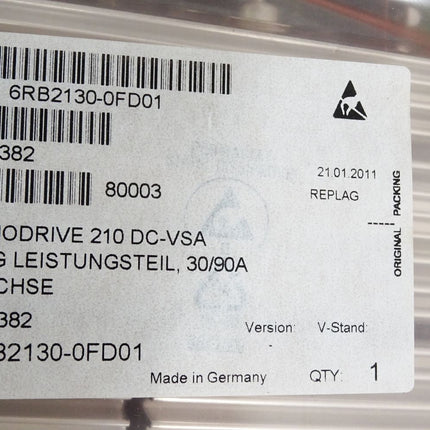 6RB2130-0FD01
382
80003
21.01.2011
REPLAG
ORIGINAL PACKING
ODRIVE 210 DC-VSA
G LEISTUNGSTEIL, 30/90A
CHSE
382
Version: V-Stand:
B2130-0FD01
Made in Germany QTY: 1